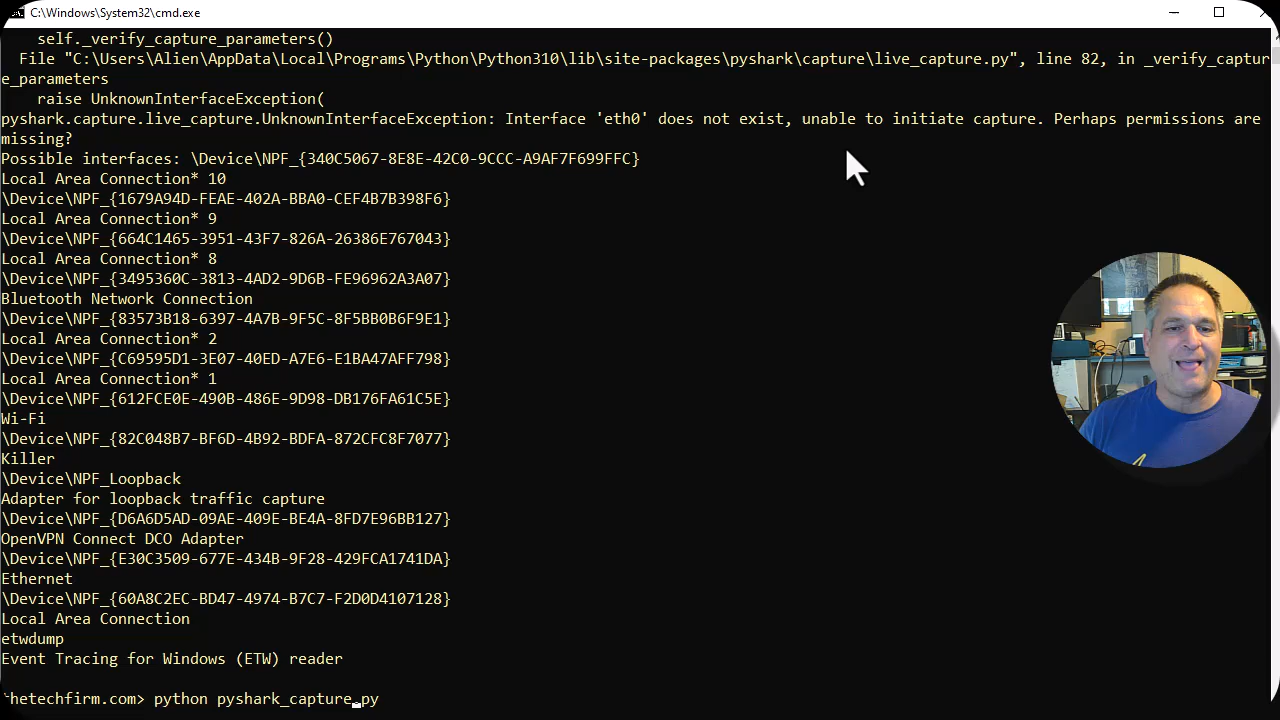 C:\Windows\System32\cmd.exe
self._verify_capture_parameters()
File "C:\Users\Alien\AppData\Local\Programs\Python\Python310\lib\site-packages\pyshark\capture\live_capture.py", line 82, in _verify_captur
e_parameters
raise UnknownInterfaceException(
pyshark.capture.live_capture.UnknownInterfaceException: Interface 'eth0' does not exist, unable to initiate capture. Perhaps permissions are
missing?
Possible interfaces: \Device\NPF_{340C5067-8E8E-42C0-9CCC-A9AF7F699FFC}
Local Area Connection* 10
\Device\NPF_{1679A94D-FEAE-402A-BBA0-CEF4B7B398F6}
Local Area Connection* 9
\Device\NPF_{664C1465-3951-43F7-826A-26386E767043}
Local Area Connection* 8
\Device\NPF_{3495360C-3813-4AD2-9D6B-FE96962A3A07}
Bluetooth Network Connection
\Device\NPF_{83573B18-6397-4A7B-9F5C-8F5BB0B6F9E1}
Local Area Connection* 2
\Device\NPF_{C69595D1-3E07-40ED-A7E6-E1BA47AFF798}
Local Area Connection* 1
\Device\NPF_{612FCE0E-490B-486E-9D98-DB176FA61C5E}
Wi-Fi
\Device\NPF_{82C048B7-BF6D-4B92-BDFA-872CFC8F7077}
Killer
\Device\NPF_Loopback
Adapter for loopback traffic capture
\Device\NPF_{D6A6D5AD-09AE-409E-BE4A-8FD7E96BB127}
OpenVPN Connect DCO Adapter
\Device\NPF_{E30C3509-677E-434B-9F28-429FCA1741DA}
Ethernet
\Device\NPF_{60A8C2EC-BD47-4974-B7C7-F2D0D4107128}
Local Area Connection
etwdump
Event Tracing for Windows (ETW) reader
hetechfirm.com> python pyshark_capture.py